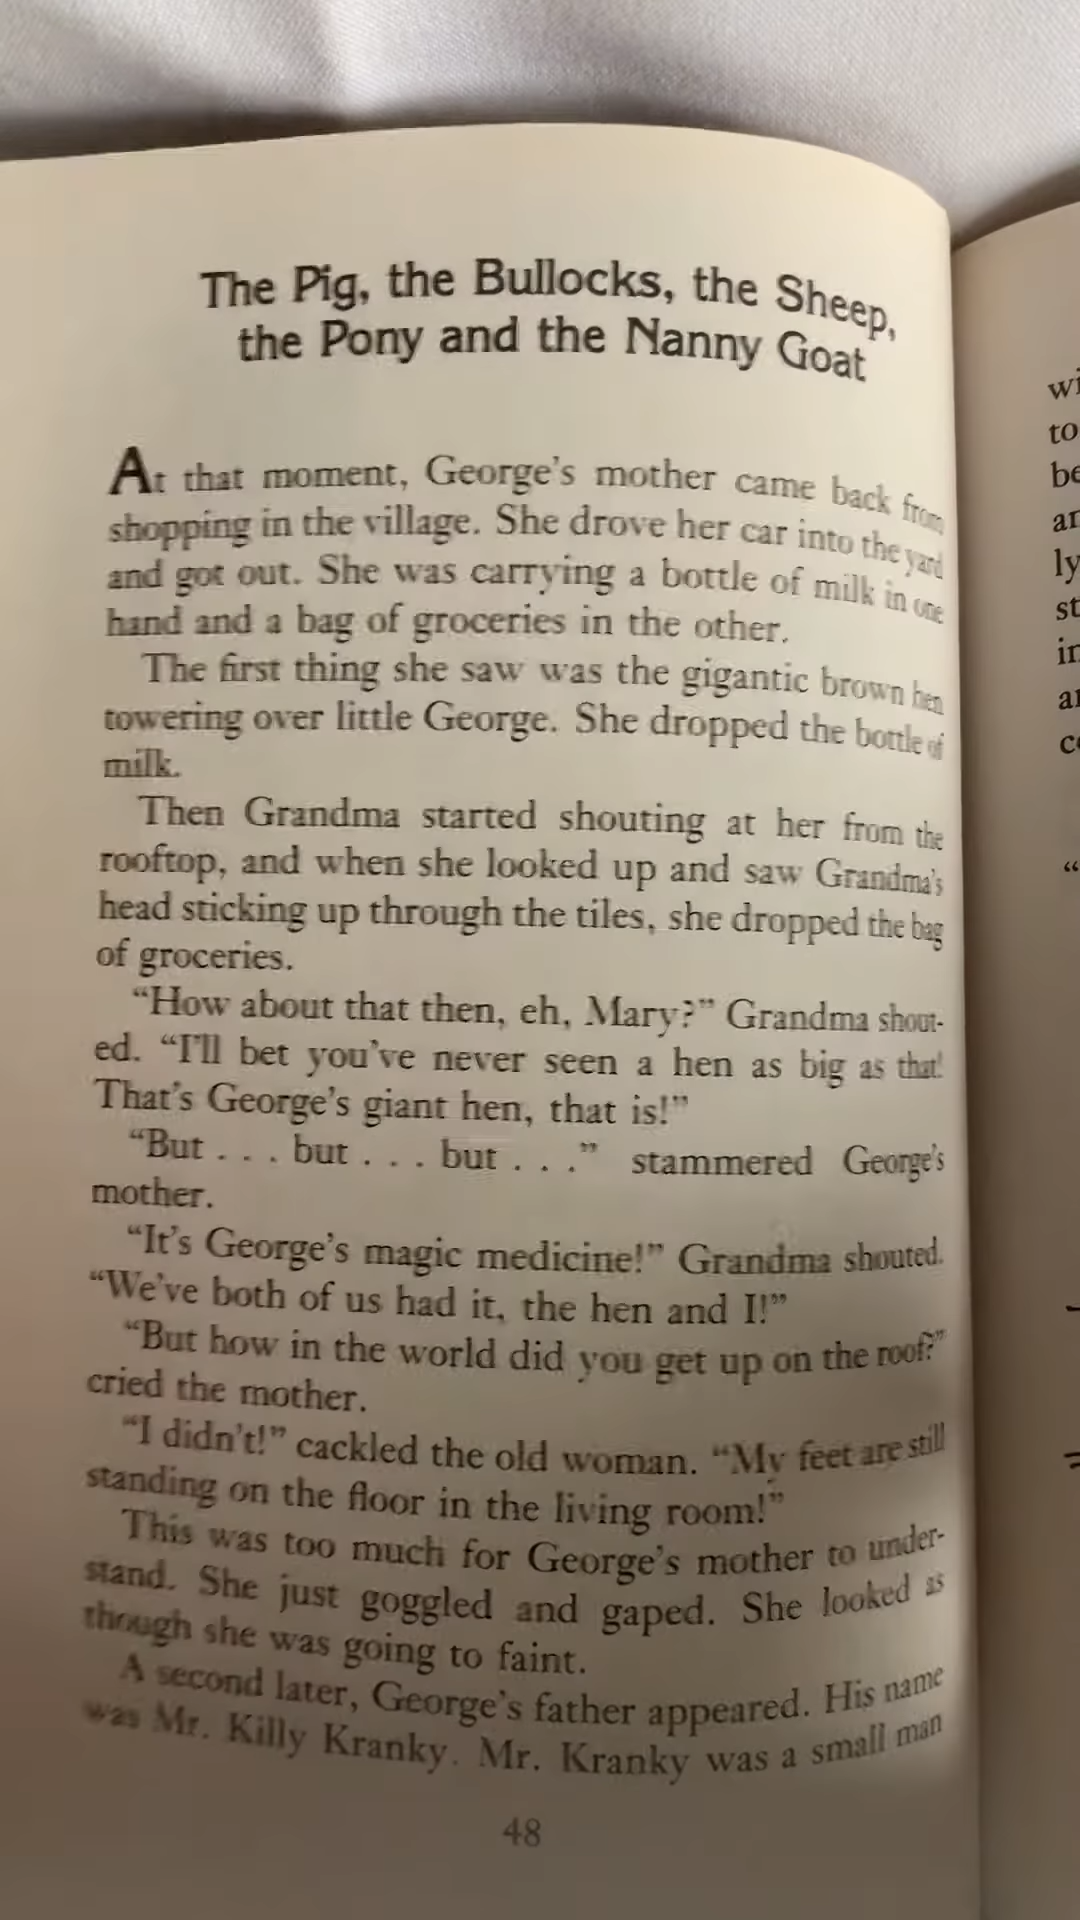 The Pig, the Bullocks, the Sheep,
the Pony and the Nanny Goat
At that moment, George's mother came back from
shopping in the village. She drove her car into the yard
and got out. She was carrying a bottle of milk in one
hand and a bag of groceries in the other.
The first thing she saw was the gigantic brown hen
towering over little George. She dropped the bottle of
milk.
Then Grandma started shouting at her from the
rooftop, and when she looked up and saw Grandma's
head sticking up through the tiles, she dropped the bag
of groceries.
“How about that then, eh, Mary?” Grandma shout-
ed. “I'll bet you've never seen a hen as big as that!
That's George's giant hen, that is!”
“But . . . but . . . but . . .” stammered George's
mother.
“It's George's magic medicine!” Grandma shouted.
“We've both of us had it, the hen and I!”
“But how in the world did you get up on the roof?”
cried the mother.
“I didn't!” cackled the old woman. “My feet are still
standing on the floor in the living room!”
This was too much for George's mother to under-
stand. She just goggled and gaped. She looked as
though she was going to faint.
A second later, George's father appeared. His name
was Mr. Killy Kranky. Mr. Kranky was a small man
48